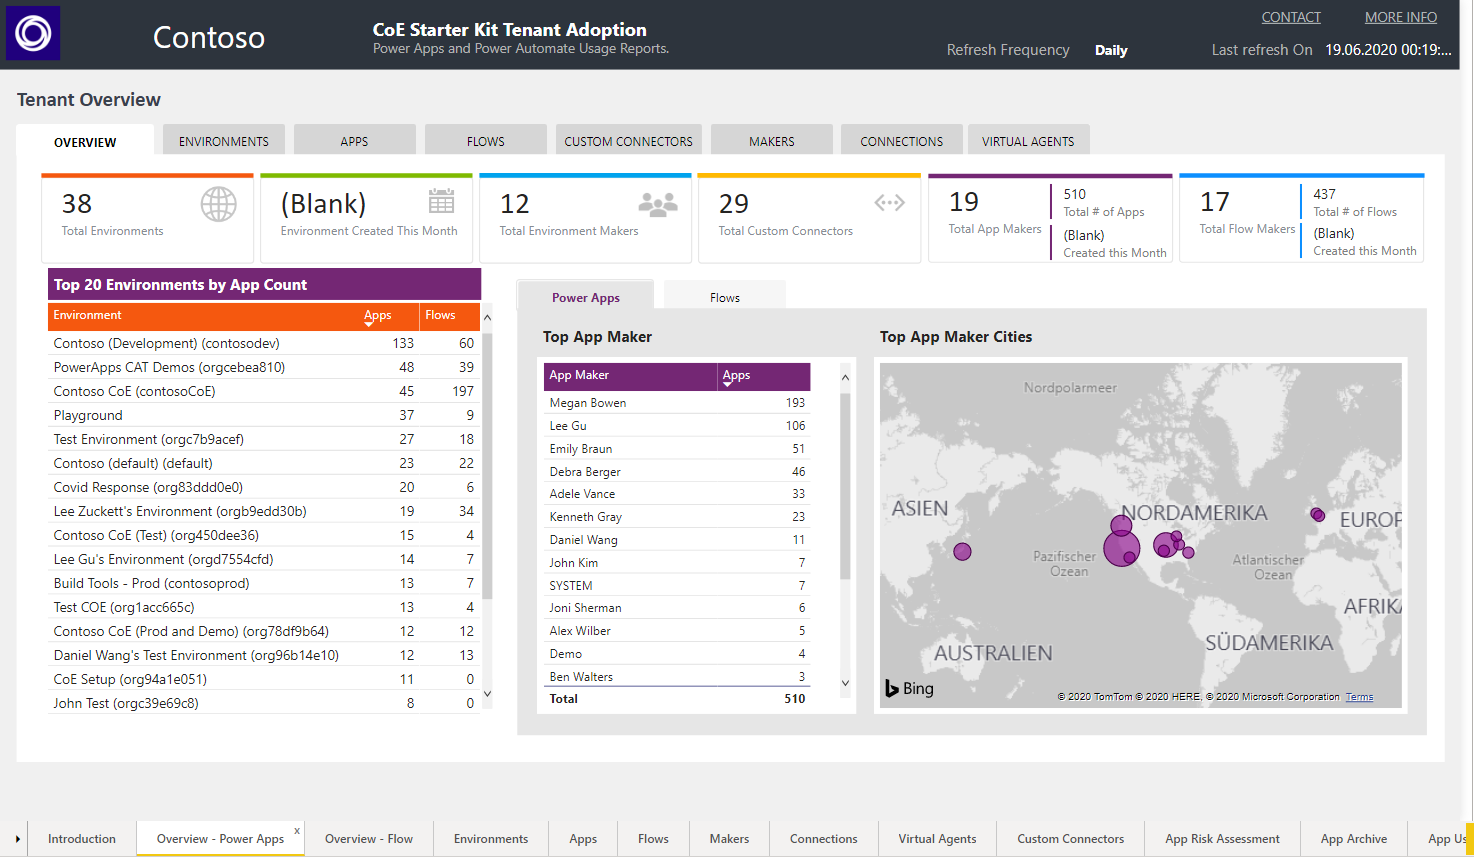 Contoso
CoE Starter Kit Tenant Adoption
Power Apps and Power Automate Usage Reports.
CONTACT
MORE INFO
Refresh Frequency Daily
Last refresh On 19.06.2020 00:19:...
Tenant Overview
OVERVIEW ENVIRONMENTS APPS FLOWS CUSTOM CONNECTORS MAKERS CONNECTIONS VIRTUAL AGENTS
38
Total Environments
(Blank)
Environment Created This Month
12
Total Environment Makers
29
Total Custom Connectors
19
Total App Makers
510
Total # of Apps
(Blank)
Created this Month
17
Total Flow Makers
437
Total # of Flows
(Blank)
Created this Month
Top 20 Environments by App Count
Environment Apps Flows
Contoso (Development) (contosodev) 133 60
PowerApps CAT Demos (orgcebea810) 48 39
Contoso CoE (contosoCoE) 45 197
Playground 37 9
Test Environment (orgc7b9acef) 27 18
Contoso (default) (default) 23 22
Covid Response (org83ddd0e0) 20 6
Lee Zuckett's Environment (orgb9edd30b) 19 34
Contoso CoE (Test) (org450dee36) 15 4
Lee Gu's Environment (orgd7554cfd) 14 7
Build Tools - Prod (contosoprod) 13 7
Test COE (org1acc665c) 13 4
Contoso CoE (Prod and Demo) (org78df9b64) 12 12
Daniel Wang's Test Environment (org96b14e10) 12 13
CoE Setup (org94a1e051) 11 0
John Test (orgc39e69c8) 8 0
Power Apps Flows
Top App Maker
App Maker Apps
Megan Bowen 193
Lee Gu 106
Emily Braun 51
Debra Berger 46
Adele Vance 33
Kenneth Gray 23
Daniel Wang 11
John Kim 7
SYSTEM 7
Joni Sherman 6
Alex Wilber 5
Demo 4
Ben Walters 3
Total 510
Top App Maker Cities
Nordpolarmeer
ASIEN
NORDAMERIKA
EUROP
Pazifischer
Ozean
Atlantischer
Ozean
AFRIKA
SÜDAMERIKA
AUSTRALIEN
Bing
© 2020 TomTom © 2020 HERE, © 2020 Microsoft Corporation Terms
Introduction Overview - Power Apps x Overview - Flow Environments Apps Flows Makers Connections Virtual Agents Custom Connectors App Risk Assessment App Archive App Us